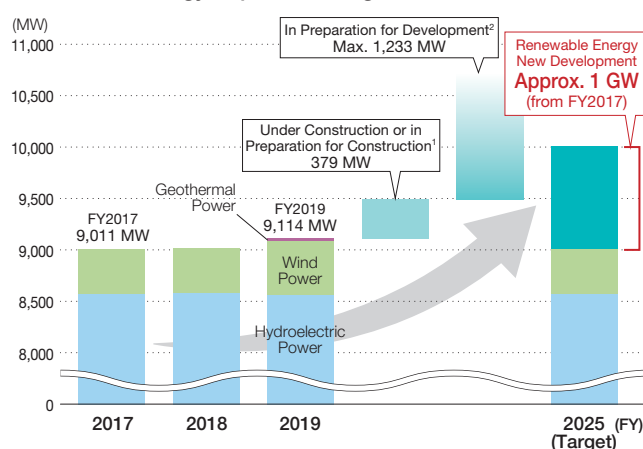 (MW)
11,000
10,500
10,000
9,500
9,000
8,500
8,000
0
In Preparation for Development2
Max. 1,233 MW
Renewable Energy
New Development
Approx. 1 GW
(from FY2017)
Under Construction or in
Preparation for Construction1
379 MW
Geothermal
Power
FY2017
9,011 MW
FY2019
9,114 MW
Wind
Power
Hydroelectric
Power
2017
2018
2019
2025 (FY)
(Target)